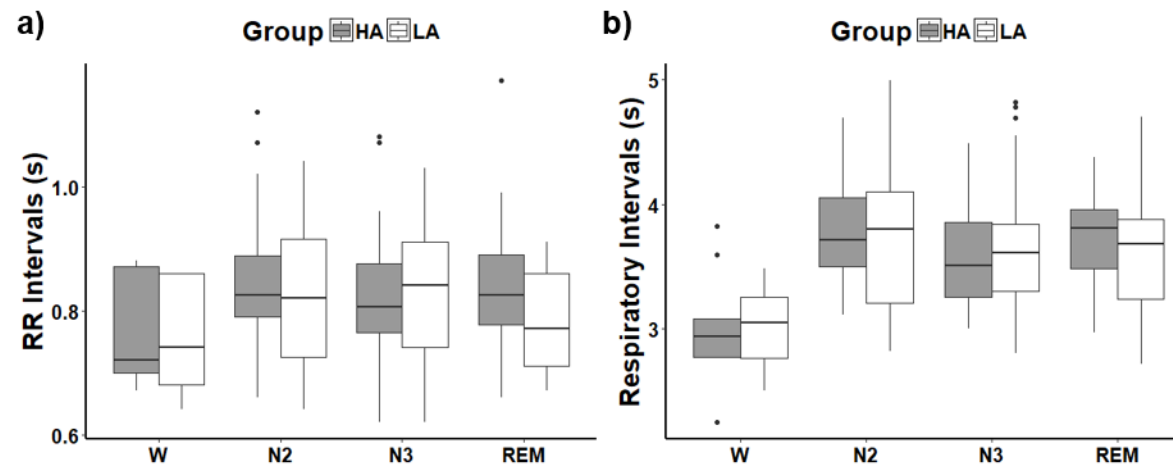 a)
Group HA LA
RR Intervals (s)
1.0
0.8
0.6
W N2 N3 REM
b)
Group HA LA
Respiratory Intervals (s)
5
4
3
W N2 N3 REM